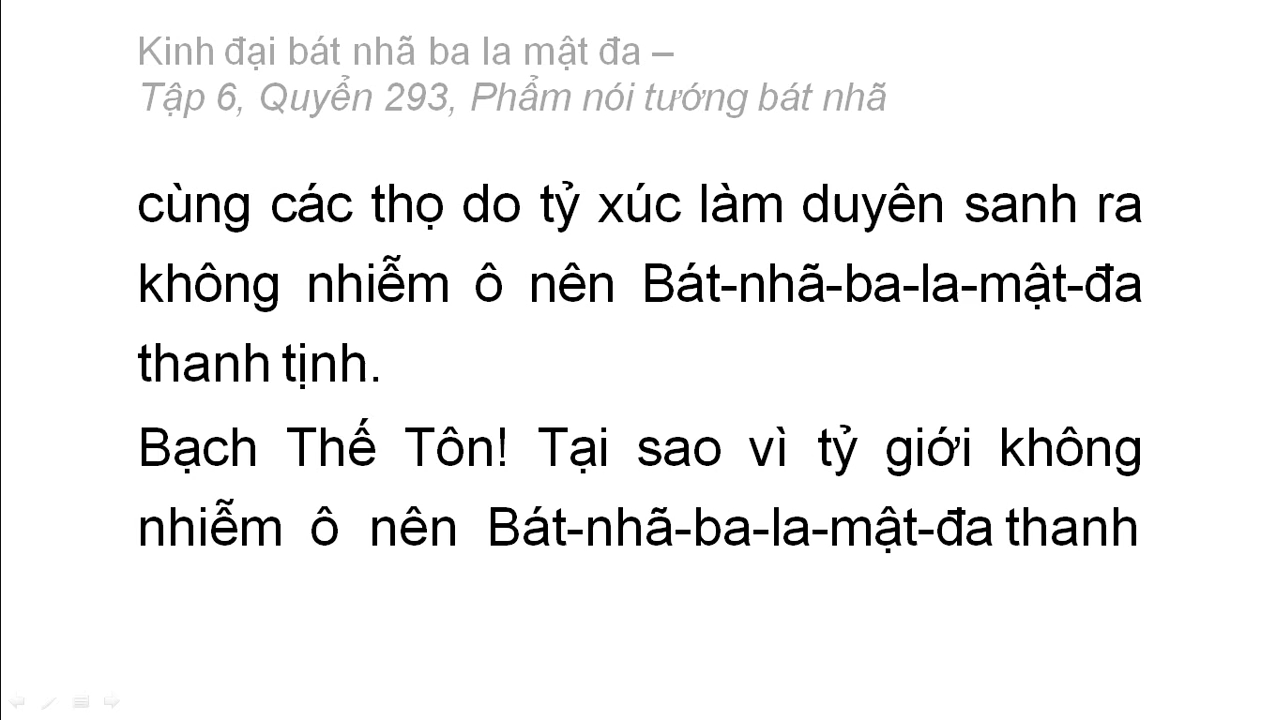 Kinh đại bát nhã ba la mật đa –
Tập 6, Quyển 293, Phẩm nói tướng bát nhã
cùng các thọ do tỷ xúc làm duyên sanh ra
không nhiễm ô nên Bát-nhã-ba-la-mật-đa
thanh tịnh.
Bạch Thế Tôn! Tại sao vì tỷ giới không
nhiễm ô nên Bát-nhã-ba-la-mật-đa thanh